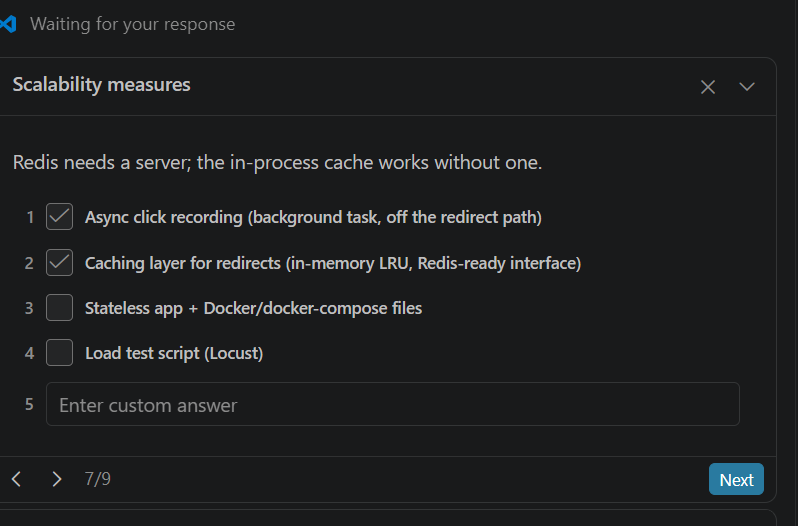 Waiting for your response
Scalability measures
Redis needs a server; the in-process cache works without one.
1 Async click recording (background task, off the redirect path)
2 Caching layer for redirects (in-memory LRU, Redis-ready interface)
3 Stateless app + Docker/docker-compose files
4 Load test script (Locust)
5 Enter custom answer
7/9
Next